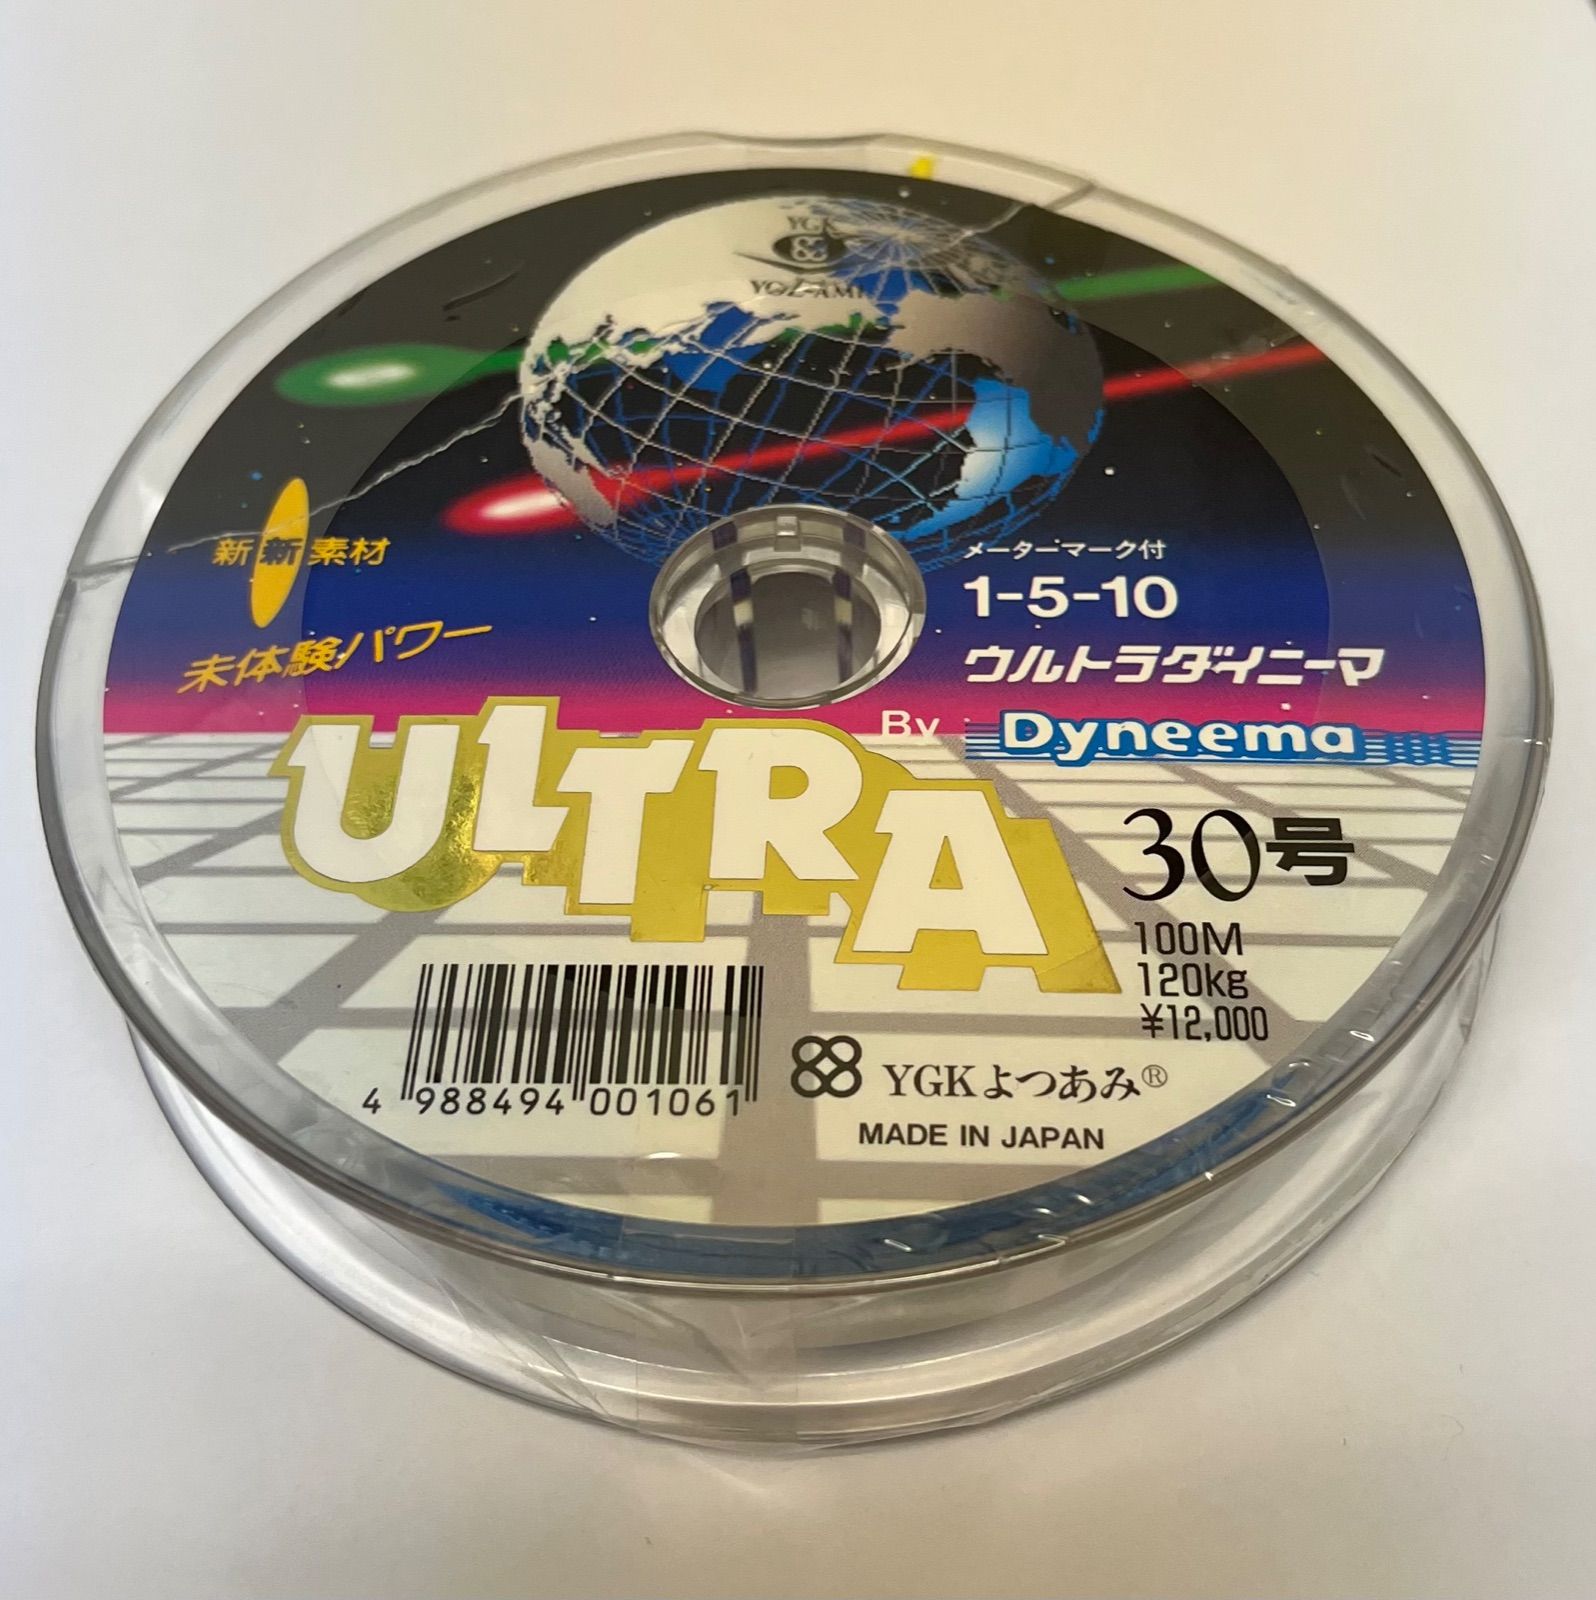 YGK
YOZ-AMI
メーターマーク付
1-5-10
新新素材
未体験パワー
ウルトラダイニーマ
By Dyneema
ULTRA
30号
100M
120kg
¥12,000
4 988494 001061
YGKよつあみ®
MADE IN JAPAN